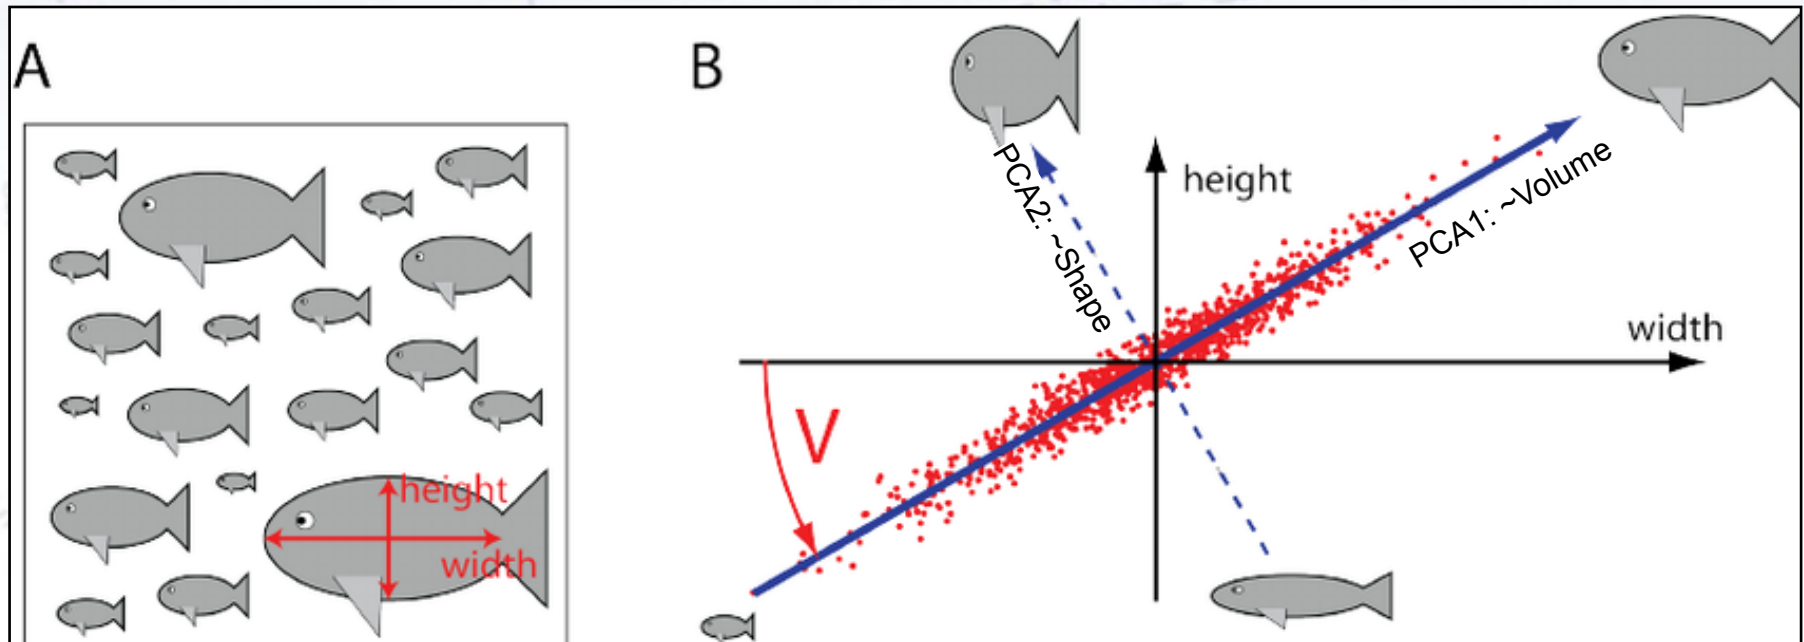 A
height
width
B
PCA2: ~Shape
height
PCA1: ~Volume
width
V